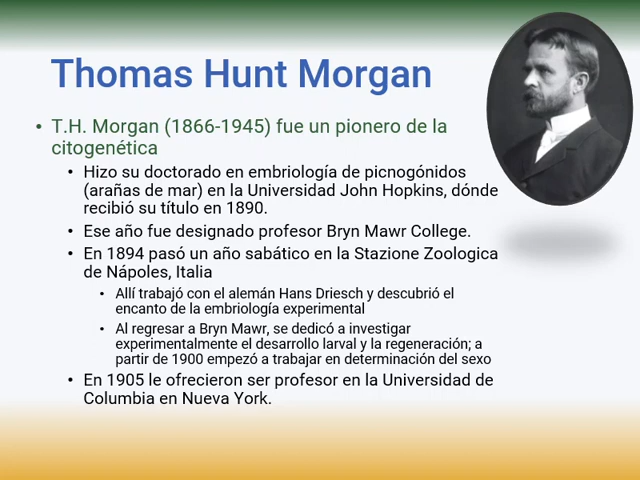 Thomas Hunt Morgan
• T.H. Morgan (1866-1945) fue un pionero de la
citogenética
• Hizo su doctorado en embriología de picnogónidos
(arañas de mar) en la Universidad John Hopkins, dónde
recibió su título en 1890.
• Ese año fue designado profesor Bryn Mawr College.
• En 1894 pasó un año sabático en la Stazione Zoologica
de Nápoles, Italia
• Allí trabajó con el alemán Hans Driesch y descubrió el
encanto de la embriología experimental
• Al regresar a Bryn Mawr, se dedicó a investigar
experimentalmente el desarrollo larval y la regeneración; a
partir de 1900 empezó a trabajar en determinación del sexo
• En 1905 le ofrecieron ser profesor en la Universidad de
Columbia en Nueva York.